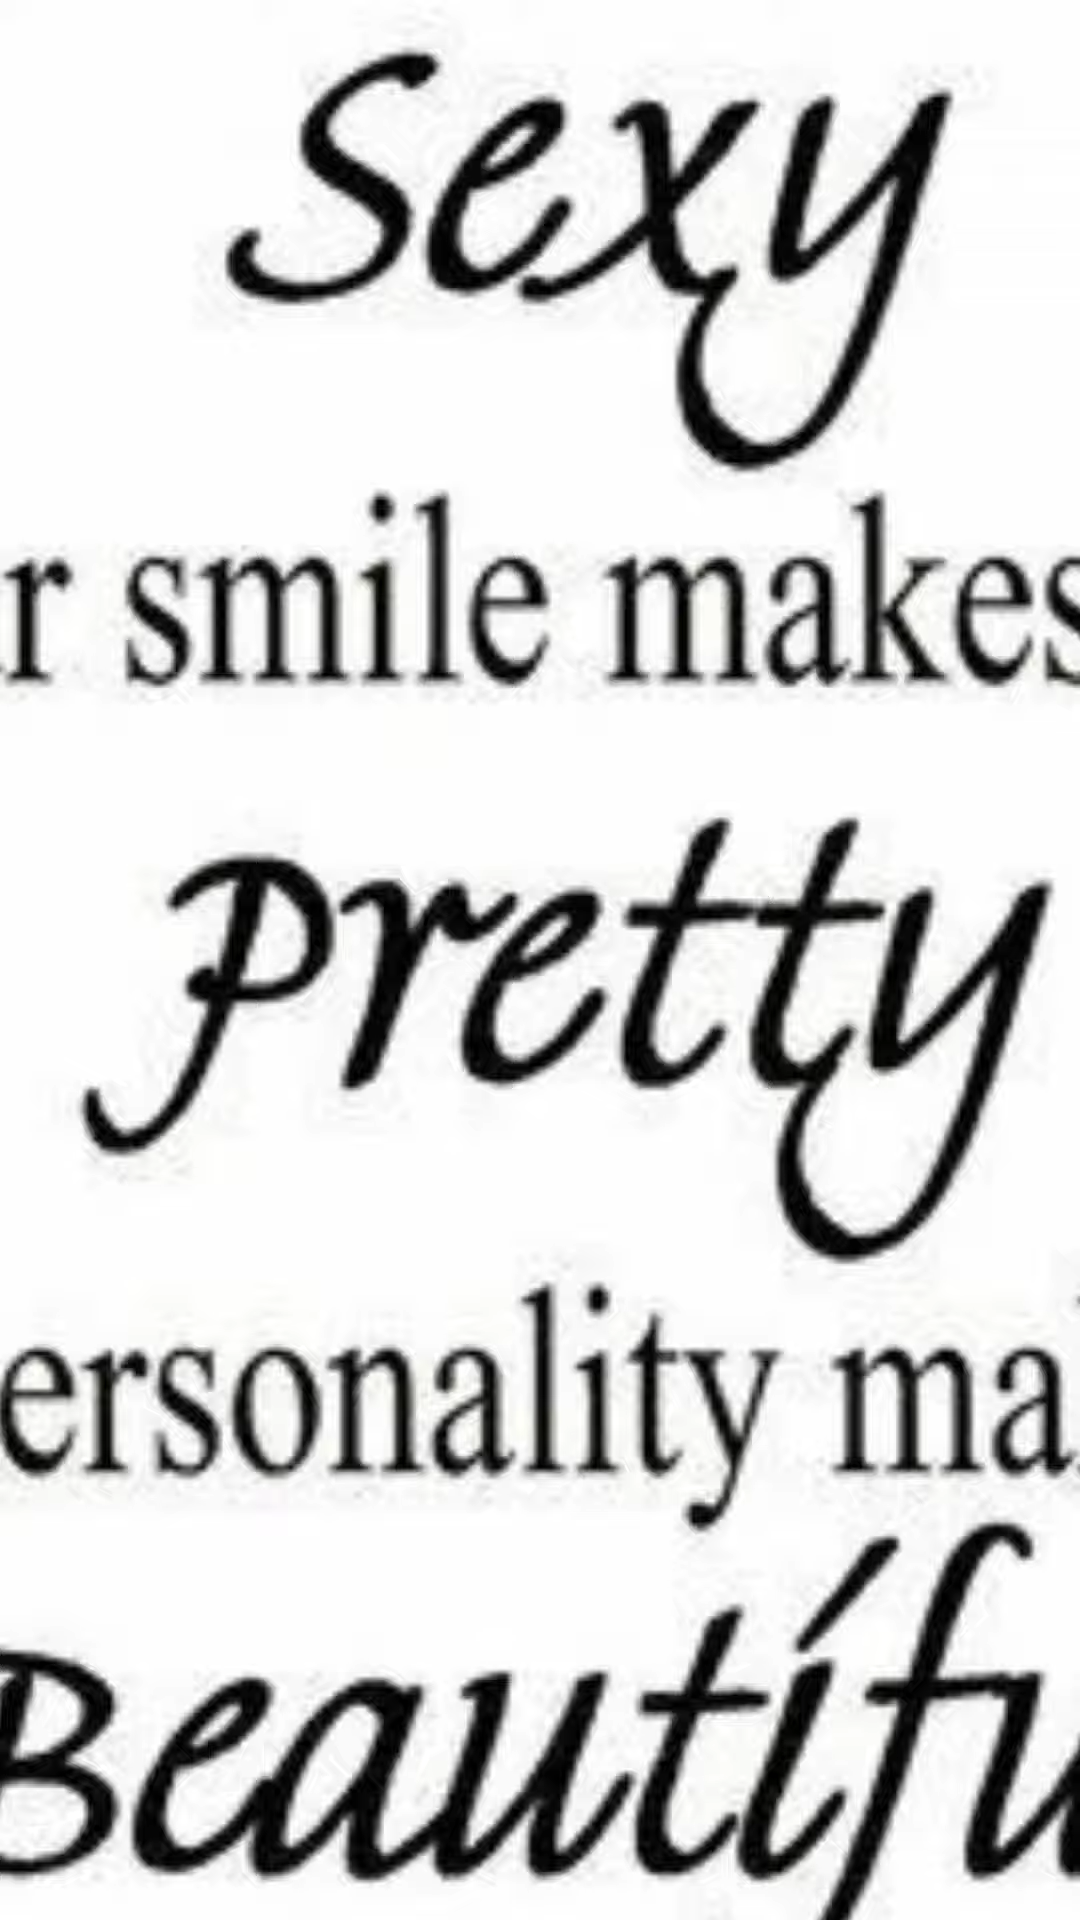 Sexy
r smile makes
Pretty
ersonality ma
Beautifu